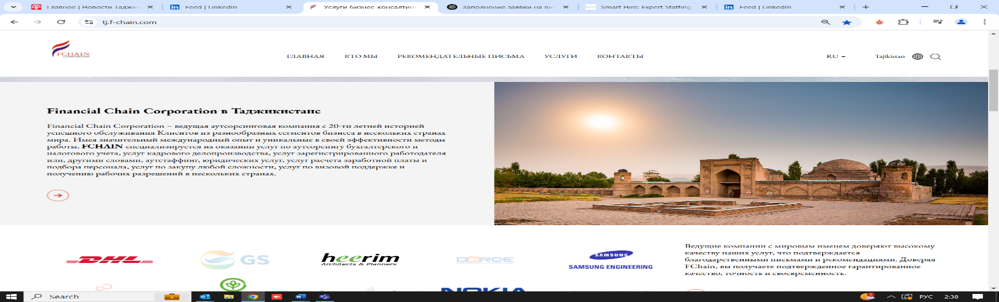 Главное | Новости Таджик
Feed | LinkedIn
Услуги бизнес-консалтинг
Заполнение заявки на виз
Smart Hire: Expert Staffing
Feed | LinkedIn
tj.f-chain.com
FCHAIN
CORPORATION
ГЛАВНАЯ
КТО МЫ
РЕКОМЕНДАТЕЛЬНЫЕ ПИСЬМА
УСЛУГИ
КОНТАКТЫ
RU
Tajikistan
Financial Chain Corporation в Таджикистане
Financial Chain Corporation – ведущая аутсорсинговая компания с 20-ти летней историей
успешного обслуживания Клиентов из разнообразных сегментов бизнеса в нескольких странах
мира. Имея значительный международный опыт и уникальные в своей эффективности методы
работы, FCHAIN специализируется на оказании услуг по аутсорсингу бухгалтерского и
налогового учета, услуг кадрового делопроизводства, услуг зарегистрированного работодателя
или, другими словами, аутстаффинг, юридических услуг, услуг расчета заработной платы и
подбора персонала, услуг по закупу любой сложности, услуг по визовой поддержке и
получению рабочих разрешений в нескольких странах.
DHL
GS
heerim
Architects & Planners
DORCE
SAMSUNG
SAMSUNG ENGINEERING
Ведущие компании с мировым именем доверяют высокому
качеству наших услуг, что подтверждается
благодарственными письмами и рекомендациями. Доверяя
FChain, вы получаете подтвержденное гарантированное
качество, точность и своевременность.
NOKIA
Search
РУС
2:38